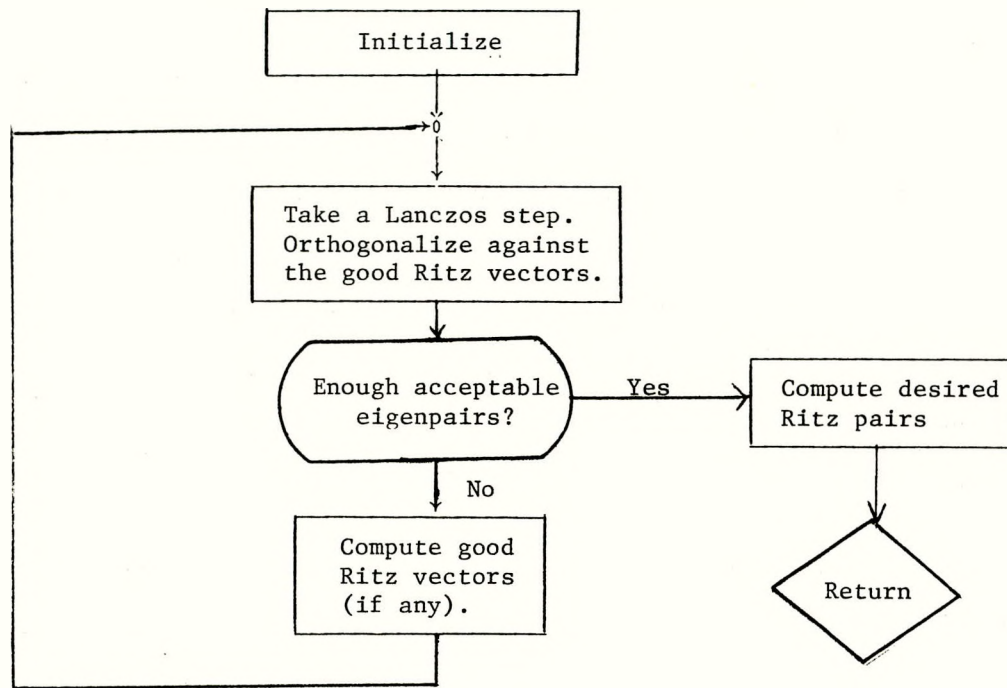 Initialize
0
Take a Lanczos step.
Orthogonalize against
the good Ritz vectors.
Enough acceptable
eigenpairs?
Yes
Compute desired
Ritz pairs
No
Compute good
Ritz vectors
(if any).
Return